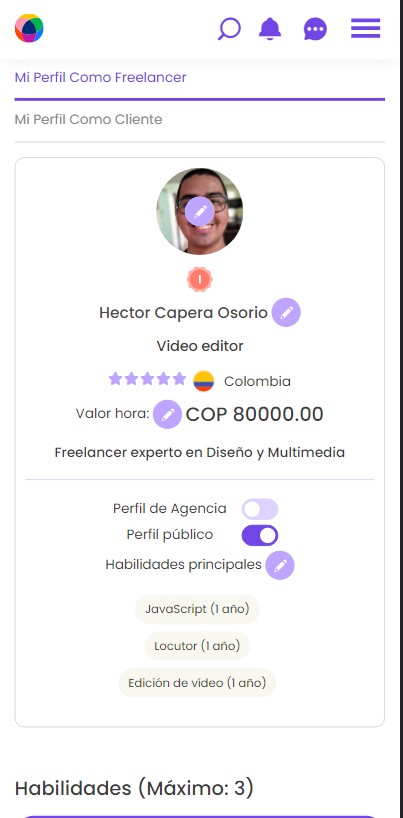 Mi Perfil Como Freelancer
Mi Perfil Como Cliente
I
Hector Capera Osorio
Video editor
Colombia
Valor hora: COP 80000.00
Freelancer experto en Diseño y Multimedia
Perfil de Agencia
Perfil público
Habilidades principales
JavaScript (1 año)
Locutor (1 año)
Edición de vídeo (1 año)
Habilidades (Máximo: 3)